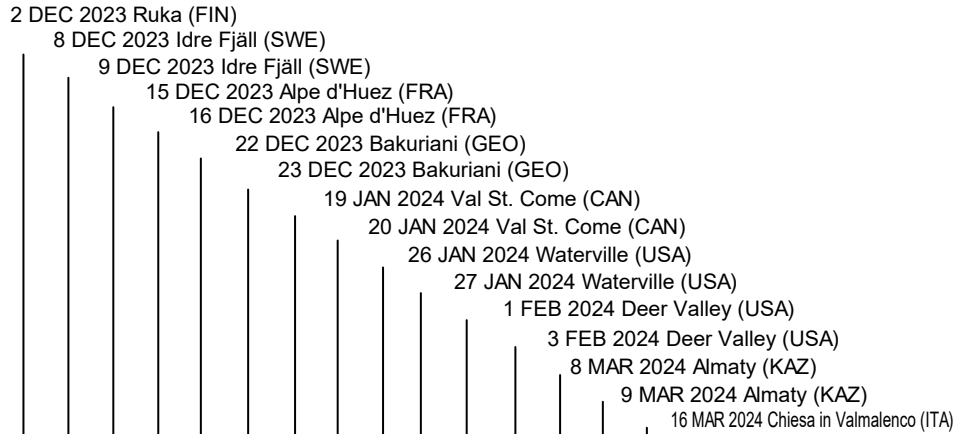 2 DEC 2023 Ruka (FIN)
8 DEC 2023 Idre Fjäll (SWE)
9 DEC 2023 Idre Fjäll (SWE)
15 DEC 2023 Alpe d'Huez (FRA)
16 DEC 2023 Alpe d'Huez (FRA)
22 DEC 2023 Bakuriani (GEO)
23 DEC 2023 Bakuriani (GEO)
19 JAN 2024 Val St. Come (CAN)
20 JAN 2024 Val St. Come (CAN)
26 JAN 2024 Waterville (USA)
27 JAN 2024 Waterville (USA)
1 FEB 2024 Deer Valley (USA)
3 FEB 2024 Deer Valley (USA)
8 MAR 2024 Almaty (KAZ)
9 MAR 2024 Almaty (KAZ)
16 MAR 2024 Chiesa in Valmalenco (ITA)